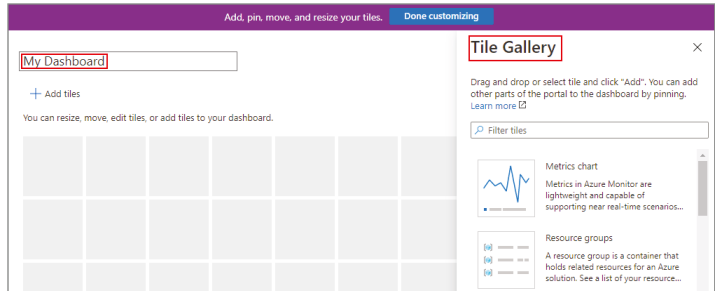 Add, pin, move, and resize your tiles. Done customizing
My Dashboard
Add tiles
You can resize, move, edit tiles, or add tiles to your dashboard.
Tile Gallery
Drag and drop or select tile and click "Add". You can add
other parts of the portal to the dashboard by pinning.
Learn more
Filter tiles
Metrics chart
Metrics in Azure Monitor are
lightweight and capable of
supporting near real-time scenarios...
Resource groups
A resource group is a container that
holds related resources for an Azure
solution. See a list of your resource...